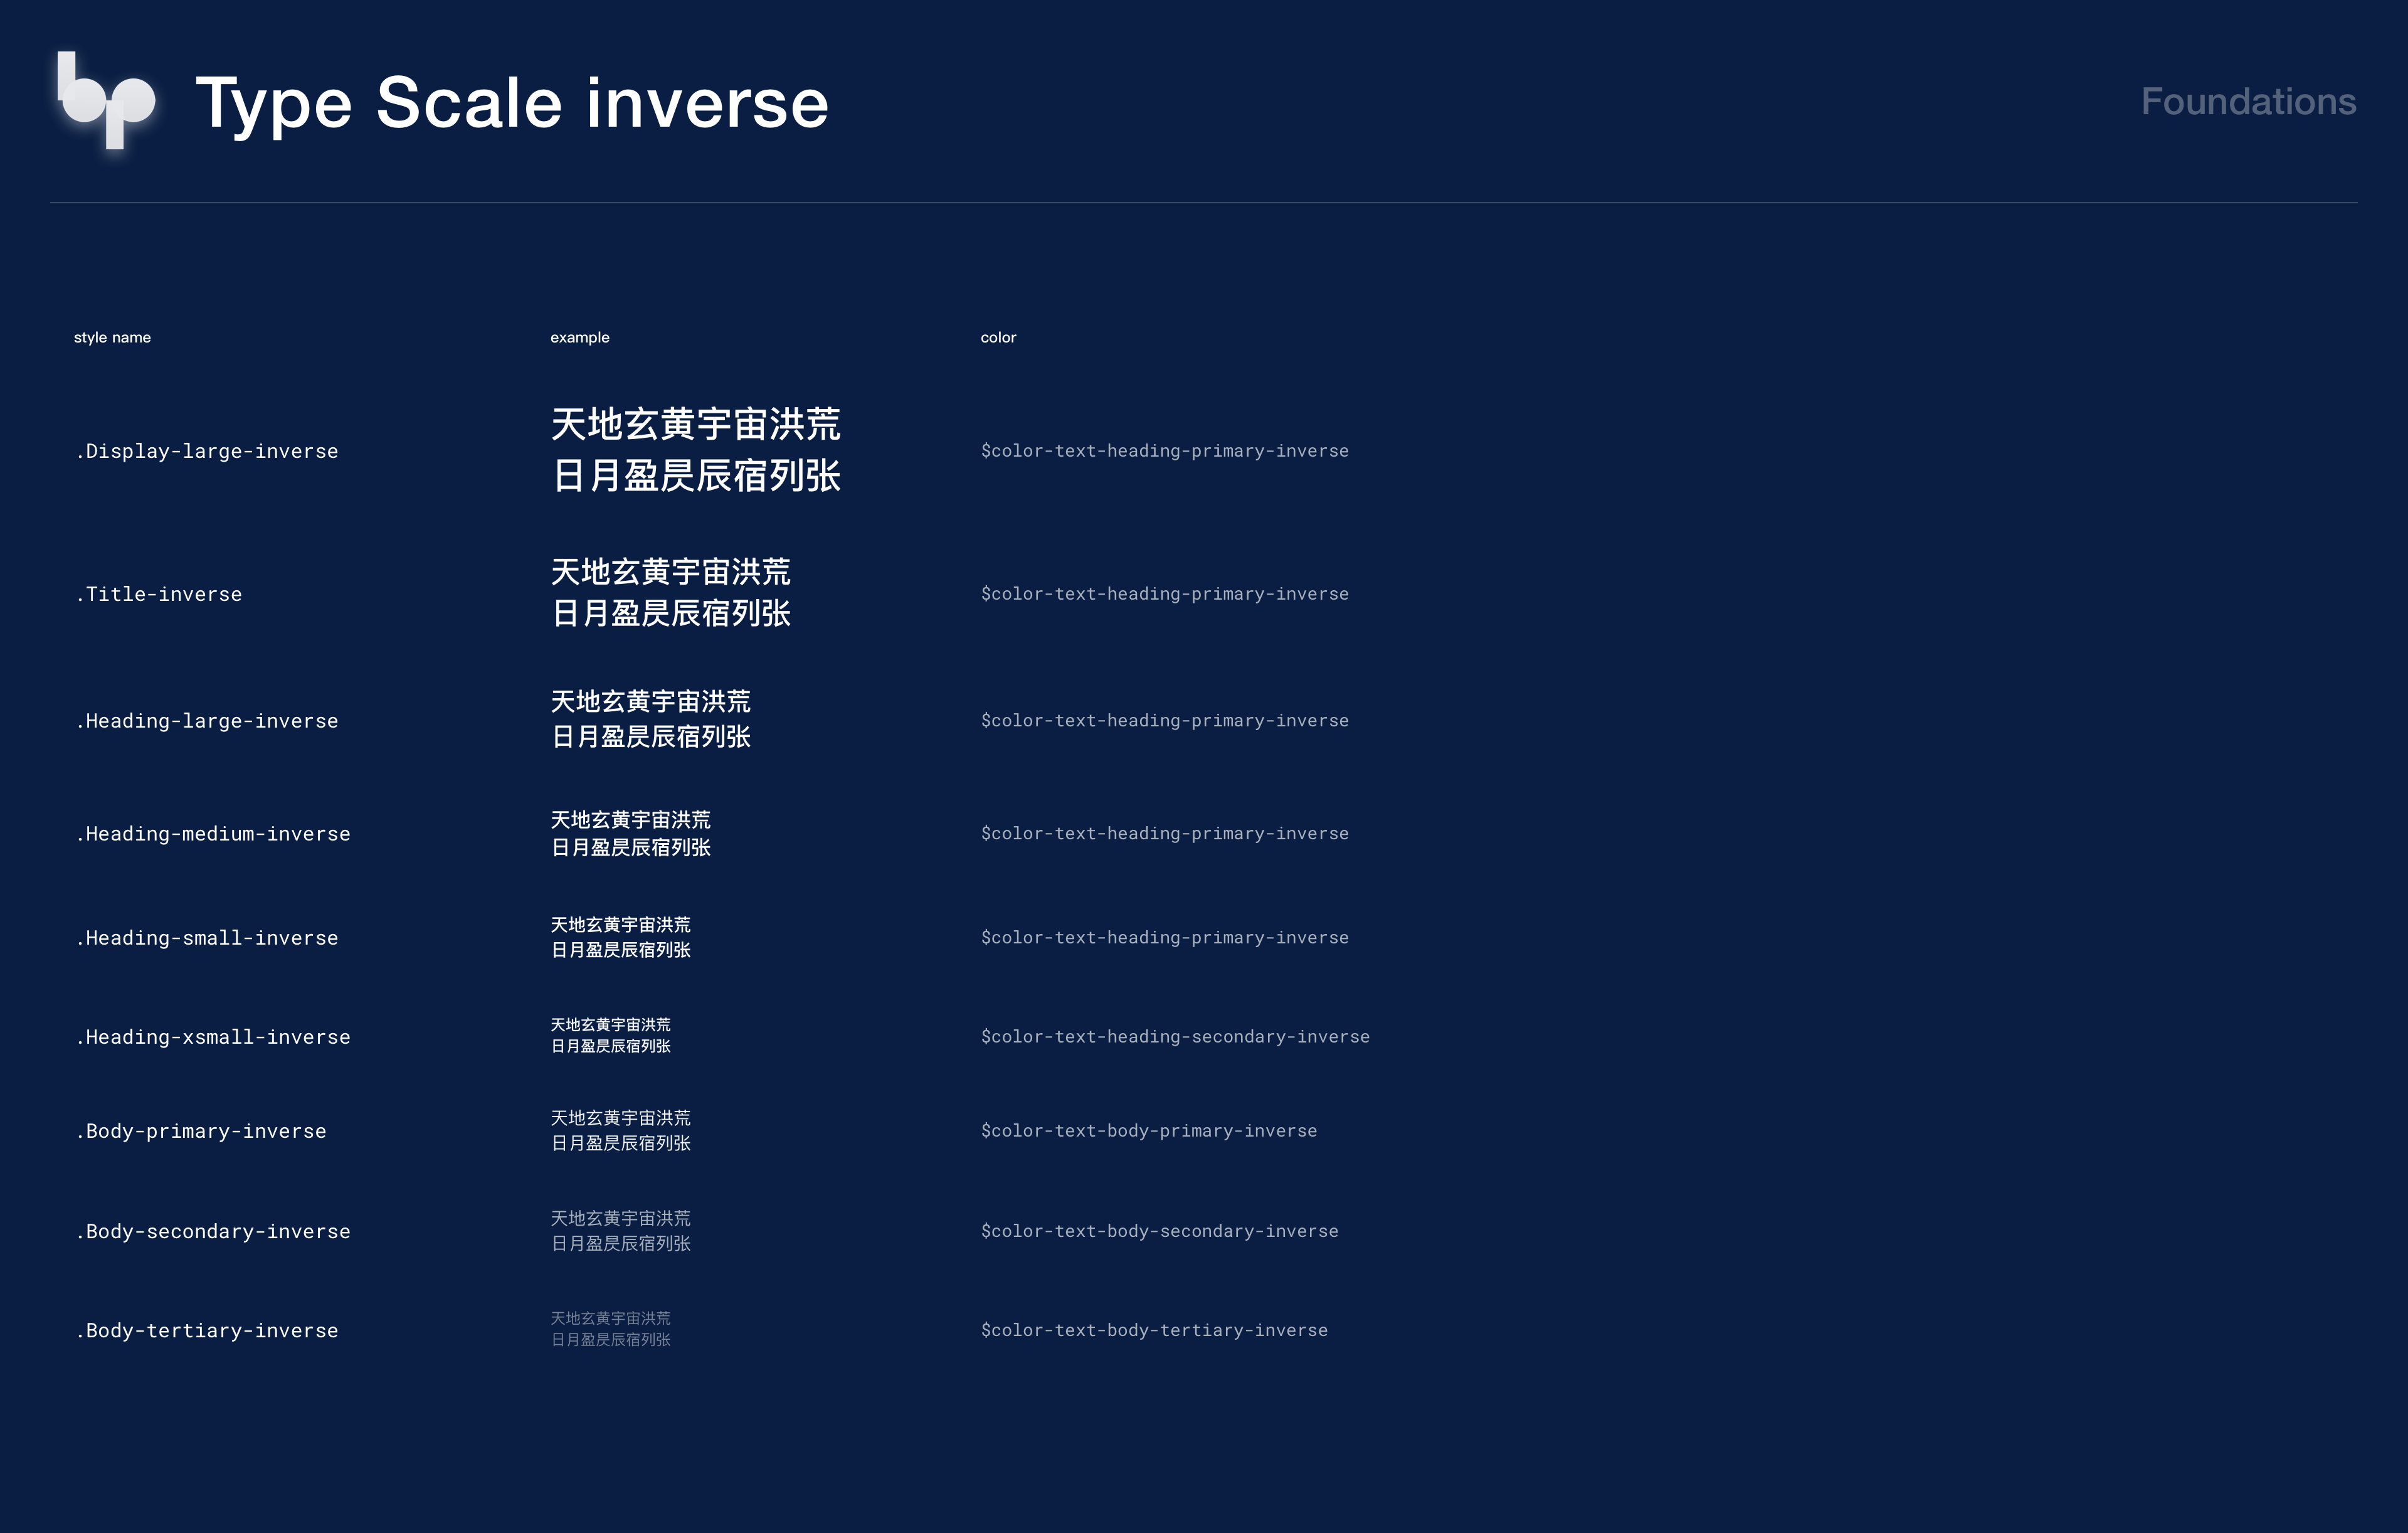 bp Type Scale inverse
Foundations
style name
example
color
.Display-large-inverse
天地玄黄宇宙洪荒
日月盈昃辰宿列张
$color-text-heading-primary-inverse
.Title-inverse
天地玄黄宇宙洪荒
日月盈昃辰宿列张
$color-text-heading-primary-inverse
.Heading-large-inverse
天地玄黄宇宙洪荒
日月盈昃辰宿列张
$color-text-heading-primary-inverse
.Heading-medium-inverse
天地玄黄宇宙洪荒
日月盈昃辰宿列张
$color-text-heading-primary-inverse
.Heading-small-inverse
天地玄黄宇宙洪荒
日月盈昃辰宿列张
$color-text-heading-primary-inverse
.Heading-xsmall-inverse
天地玄黄宇宙洪荒
日月盈昃辰宿列张
$color-text-heading-secondary-inverse
.Body-primary-inverse
天地玄黄宇宙洪荒
日月盈昃辰宿列张
$color-text-body-primary-inverse
.Body-secondary-inverse
天地玄黄宇宙洪荒
日月盈昃辰宿列张
$color-text-body-secondary-inverse
.Body-tertiary-inverse
天地玄黄宇宙洪荒
日月盈昃辰宿列张
$color-text-body-tertiary-inverse